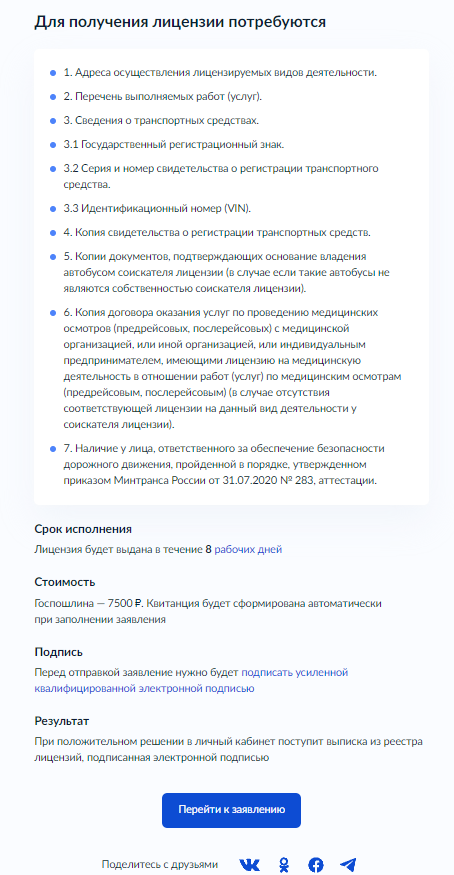 Для получения лицензии потребуются
1. Адреса осуществления лицензируемых видов деятельности.
2. Перечень выполняемых работ (услуг).
3. Сведения о транспортных средствах.
3.1 Государственный регистрационный знак.
3.2 Серия и номер свидетельства о регистрации транспортного
средства.
3.3 Идентификационный номер (VIN).
4. Копия свидетельства о регистрации транспортных средств.
5. Копии документов, подтверждающих основание владения
автобусом соискателя лицензии (в случае если такие автобусы не
являются собственностью соискателя лицензии).
6. Копия договора оказания услуг по проведению медицинских
осмотров (предрейсовых, послерейсовых) с медицинской
организацией, или иной организацией, или индивидуальным
предпринимателем, имеющими лицензию на медицинскую
деятельность в отношении работ (услуг) по медицинским осмотрам
(предрейсовым, послерейсовым) (в случае отсутствия
соответствующей лицензии на данный вид деятельности у
соискателя лицензии).
7. Наличие у лица, ответственного за обеспечение безопасности
дорожного движения, пройденной в порядке, утвержденном
приказом Минтранса России от 31.07.2020 № 283, аттестации.
Срок исполнения
Лицензия будет выдана в течение 8 рабочих дней
Стоимость
Госпошлина — 7500 ₽. Квитанция будет сформирована автоматически
при заполнении заявления
Подпись
Перед отправкой заявление нужно будет подписать усиленной
квалифицированной электронной подписью
Результат
При положительном решении в личный кабинет поступит выписка из реестра
лицензий, подписанная электронной подписью
Перейти к заявлению
Поделитесь с друзьями